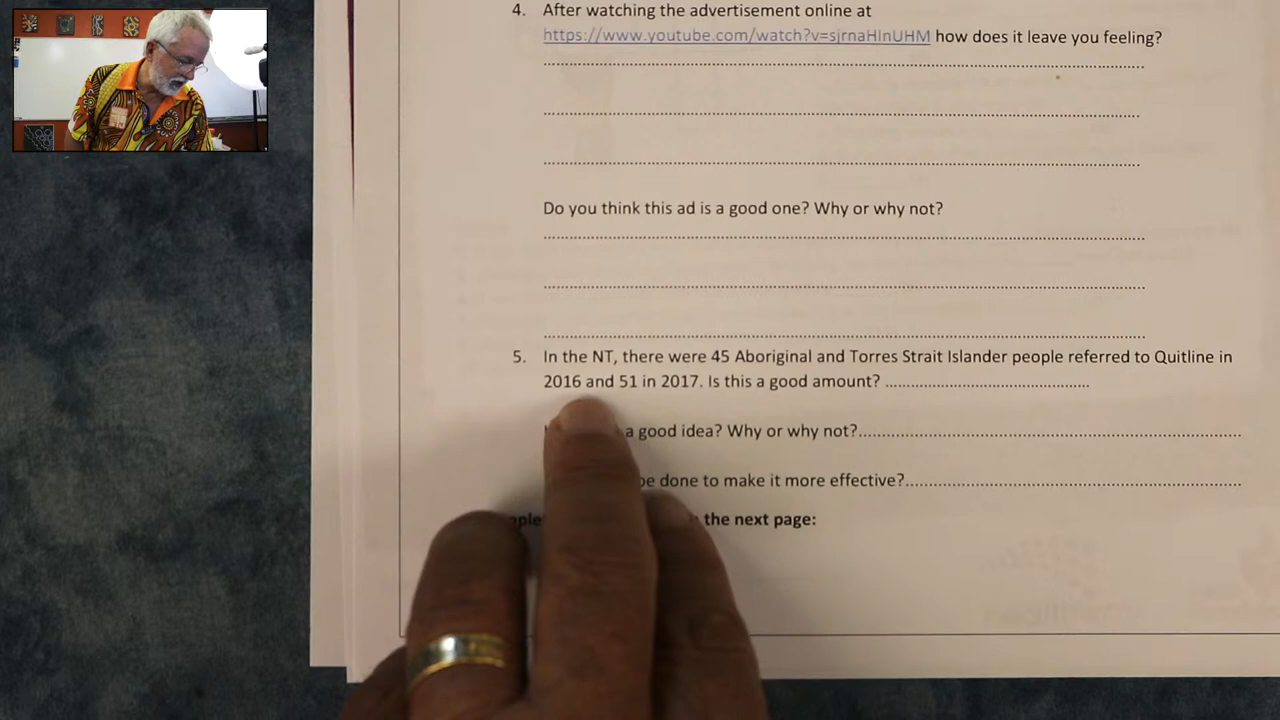 4. After watching the advertisement online at
https://www.youtube.com/watch?v=sjrnaHlnUHM how does it leave you feeling?
Do you think this ad is a good one? Why or why not?
5. In the NT, there were 45 Aboriginal and Torres Strait Islander people referred to Quitline in
2016 and 51 in 2017. Is this a good amount?
a good idea? Why or why not?
be done to make it more effective?
the next page: